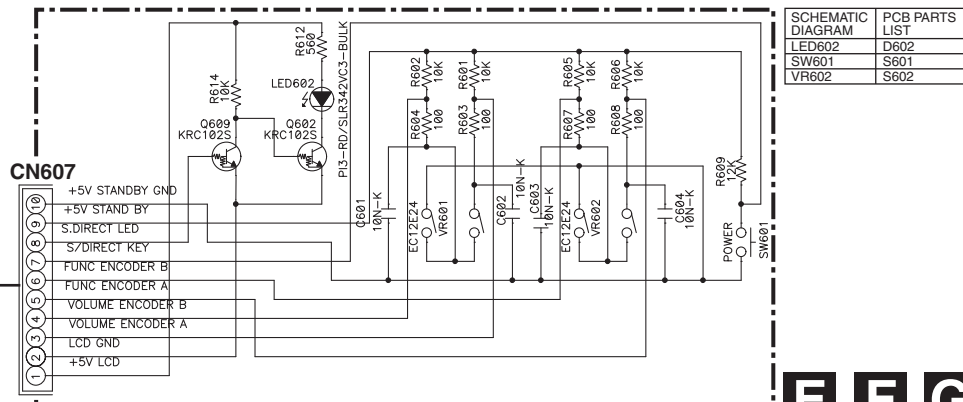 SCHEMATIC DIAGRAM
PCB PARTS LIST
LED602
D602
SW601
S601
VR602
S602
R614
10K
R612
560
LED602
PI3-RD/SLR342VC3-BULK
Q609
KRC102S
Q602
KRC102S
R602
10K
R601
10K
R604
100
R603
100
R605
10K
R606
10K
R607
100
R608
100
R609
12K
C601
10N-K
EC12E24
VR601
C602
10N-K
C603
10N-K
EC12E24
VR602
C604
10N-K
POWER
SW601
CN607
10
+5V STANDBY GND
9
+5V STAND BY
8
S.DIRECT LED
7
S/DIRECT KEY
6
FUNC ENCODER B
5
FUNC ENCODER A
4
VOLUME ENCODER B
3
VOLUME ENCODER A
2
LCD GND
1
+5V LCD